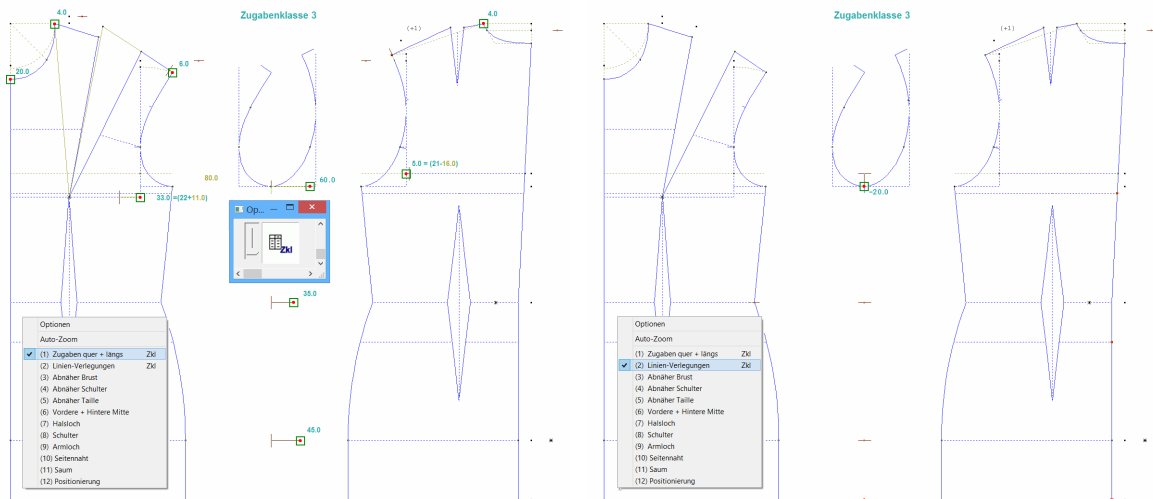 Zugabenklasse 3
4.0
20.0
6.0
80.0
33.0 =(22+11.0)
60.0
(+1)
4.0
5.0 = (21-16.0)
Op...
Zkl
35.0
45.0
Optionen
Auto-Zoom
(1) Zugaben quer + längs Zkl
(2) Linien-Verlegungen Zkl
(3) Abnäher Brust
(4) Abnäher Schulter
(5) Abnäher Taille
(6) Vordere + Hintere Mitte
(7) Halsloch
(8) Schulter
(9) Armloch
(10) Seitennaht
(11) Saum
(12) Positionierung
Zugabenklasse 3
(+1)
-20.0
Optionen
Auto-Zoom
(1) Zugaben quer + längs Zkl
(2) Linien-Verlegungen Zkl
(3) Abnäher Brust
(4) Abnäher Schulter
(5) Abnäher Taille
(6) Vordere + Hintere Mitte
(7) Halsloch
(8) Schulter
(9) Armloch
(10) Seitennaht
(11) Saum
(12) Positionierung